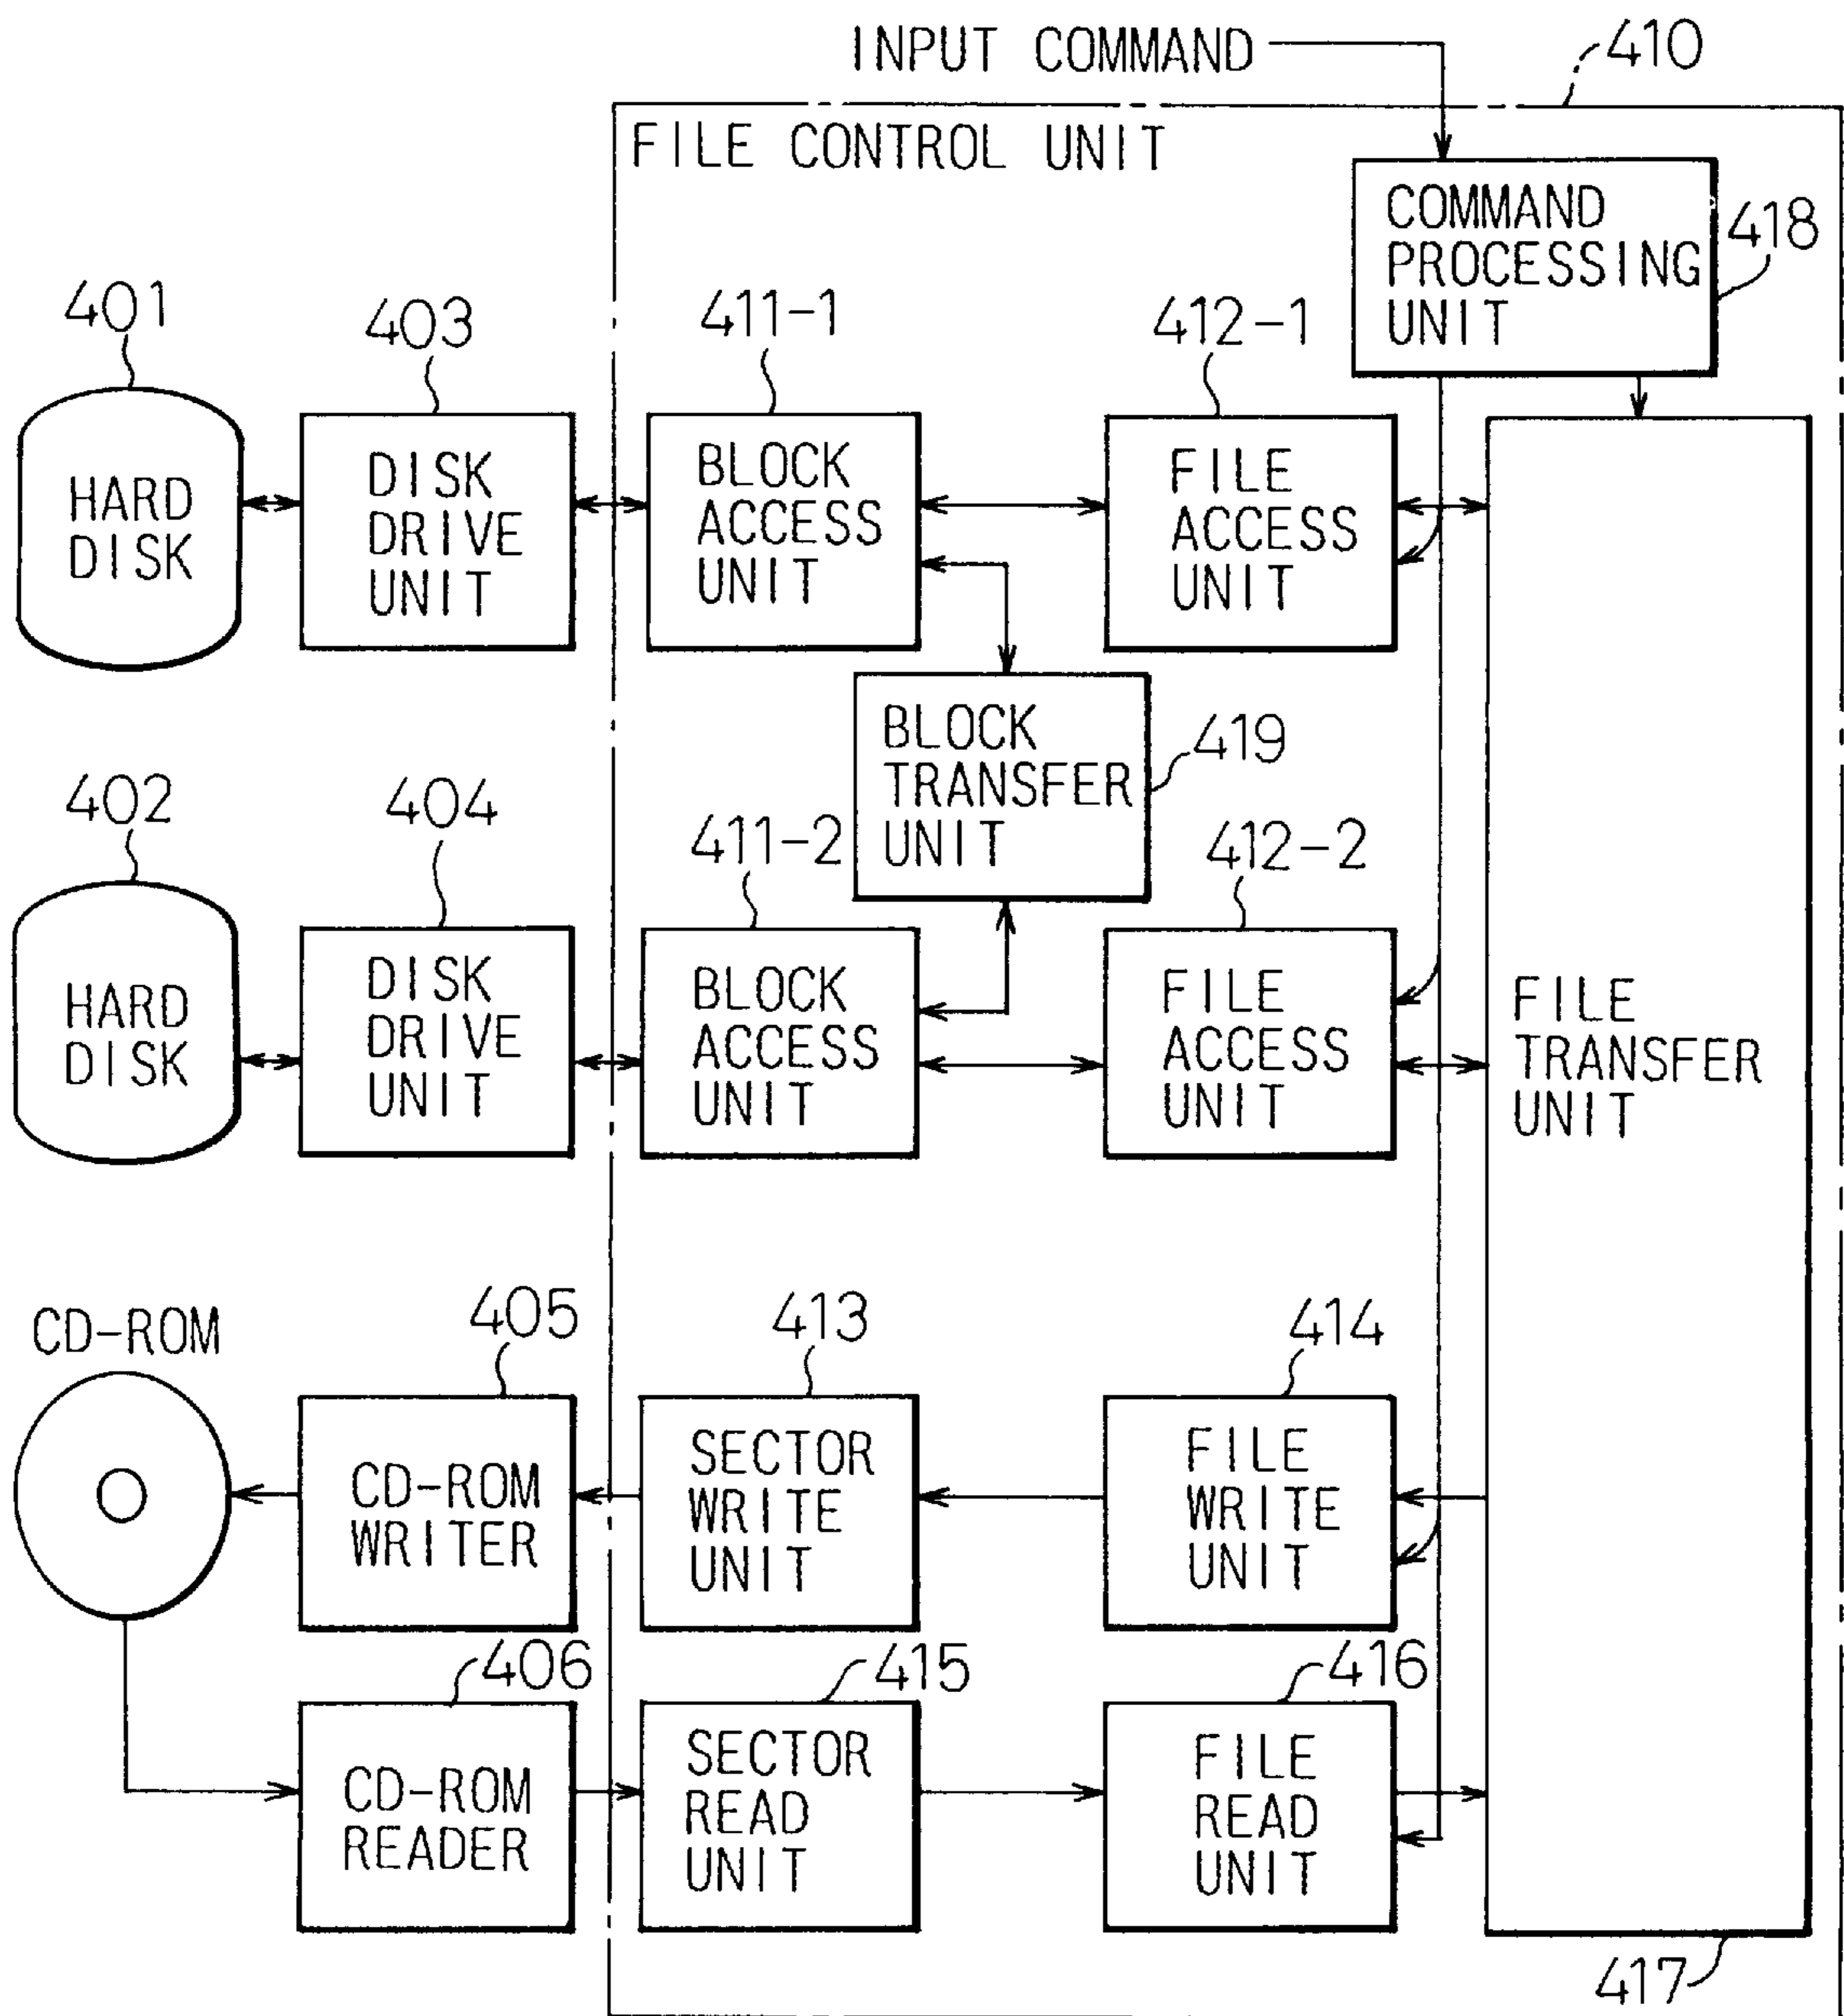 INPUT COMMAND
410
FILE CONTROL UNIT
COMMAND
PROCESSING
UNIT
418
401
403
411-1
412-1
HARD
DISK
DISK
DRIVE
UNIT
BLOCK
ACCESS
UNIT
FILE
ACCESS
UNIT
BLOCK
TRANSFER
UNIT
419
402
404
411-2
412-2
HARD
DISK
DISK
DRIVE
UNIT
BLOCK
ACCESS
UNIT
FILE
ACCESS
UNIT
FILE
TRANSFER
UNIT
CD-ROM
405
413
414
CD-ROM
WRITER
SECTOR
WRITE
UNIT
FILE
WRITE
UNIT
406
415
416
CD-ROM
READER
SECTOR
READ
UNIT
FILE
READ
UNIT
417